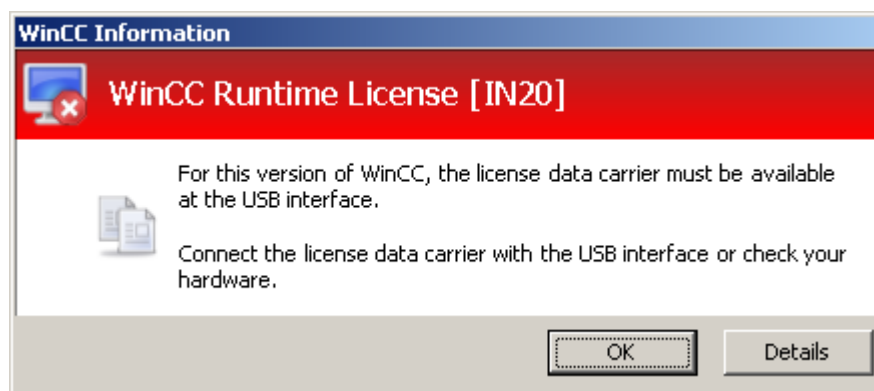 WinCC Information
WinCC Runtime License [IN20]
For this version of WinCC, the license data carrier must be available
at the USB interface.
Connect the license data carrier with the USB interface or check your
hardware.
OK
Details